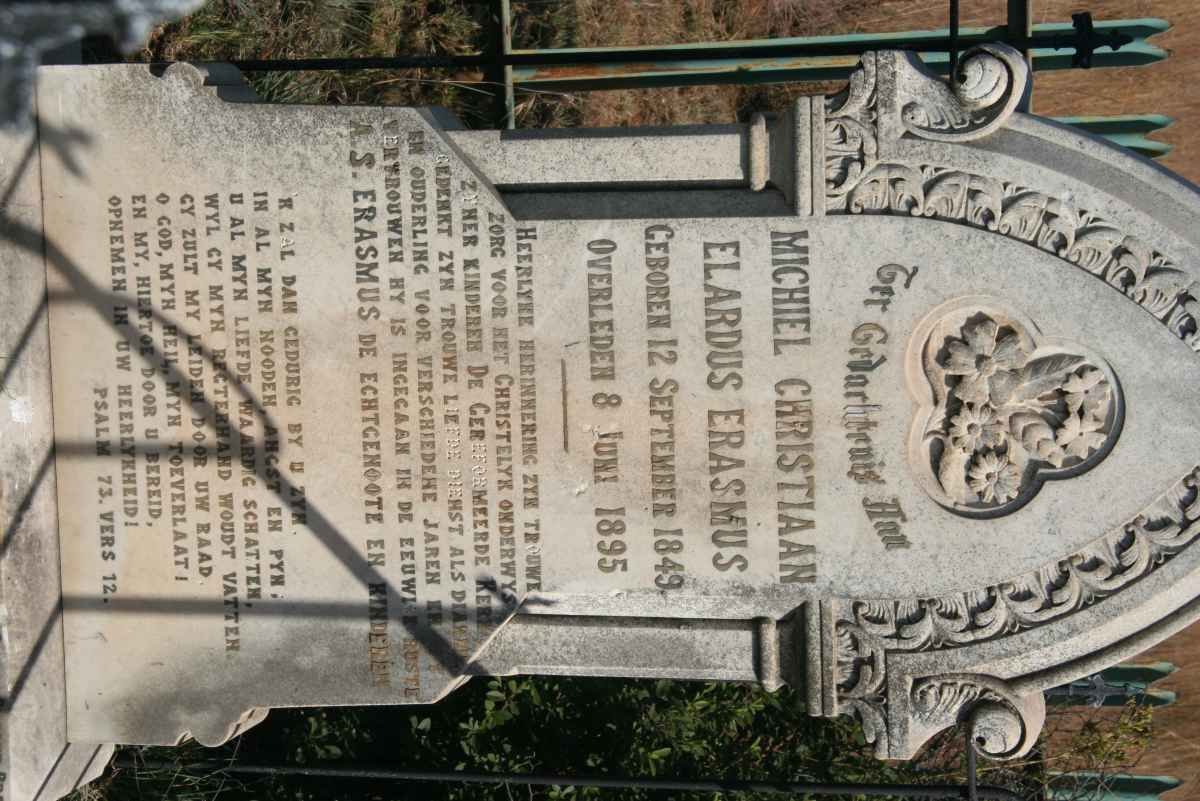 Ter Gedachtenis Van
MICHIEL CHRISTIAAN
ELARDUS ERASMUS
GEBOREN 12 SEPTEMBER 1849,
OVERLEDEN 8 JUNI 1895
HEERLYKE HERINNERING ZYN TROUWE
ZORG VOOR HET CHRISTELYK ONDERWYS
ZYNER KINDEREN DE GEREFORMEERDE KERK
GEDENKT ZYN TROUWE LIEFDE DIENST ALS DIAKEN
EN OUDERLING VOOR VERSCHIEDENE JAREN IN
VERTROUWEN HY IS INGEGAAN IN DE EEUWIGE RUSTE
A. S. ERASMUS DE ECHTGENOOTE EN KINDEREN
'K ZAL DAN GEDURIG BY U ZYN,
IN AL MYN NOODEN ANGST EN PYN;
U AL MYN LIEFDE WAARDIG SCHATTEN,
WYL GY MYN RECTERHAND WOUDT VATTEN.
GY ZULT MY LEIDEN DOOR UW RAAD,
O GOD, MYN HEIL, MYN TOEVERLAAT!
EN MY, HIERTOE DOOR U BEREID,
OPNEMEN IN UW HEERLYKHEID!
PSALM 73. VERS 12.